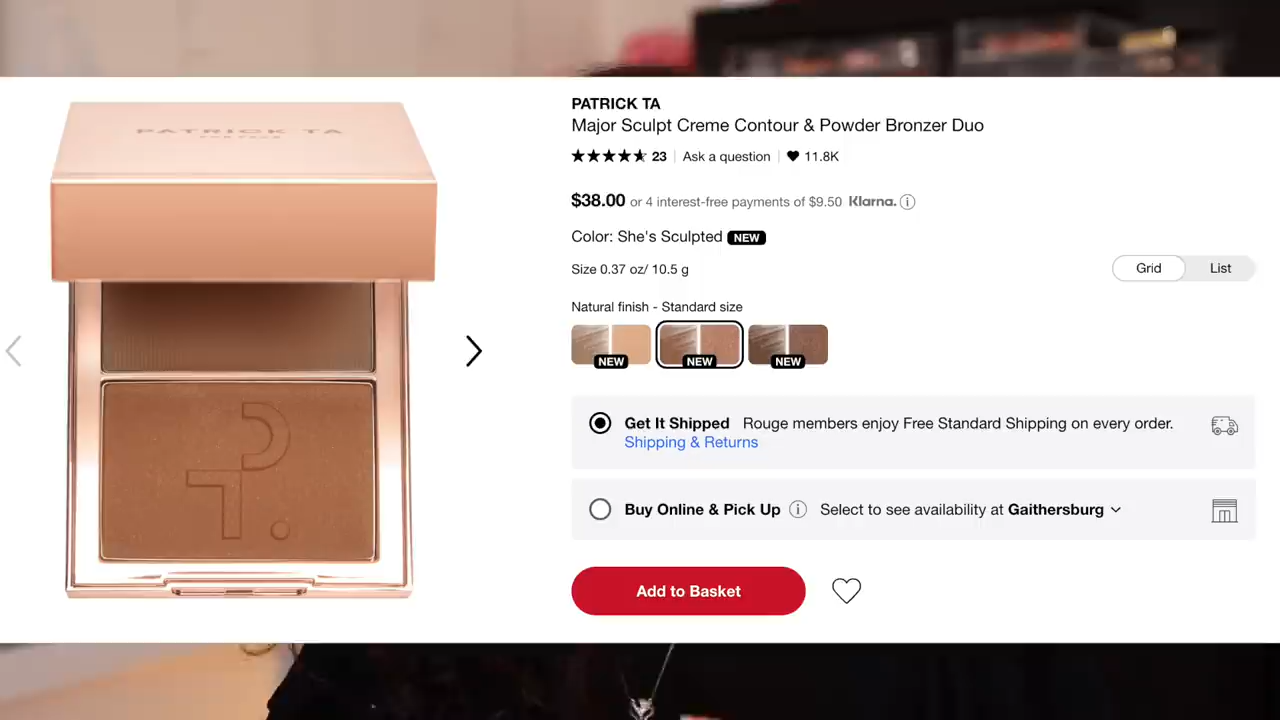 PATRICK TA
PATRICK TA
Major Sculpt Creme Contour & Powder Bronzer Duo
23 Ask a question 11.8K
$38.00 or 4 interest-free payments of $9.50 Klarna.
Color: She's Sculpted NEW
Size 0.37 oz/ 10.5 g
Grid List
Natural finish - Standard size
NEW NEW NEW
Get It Shipped Rouge members enjoy Free Standard Shipping on every order.
Shipping & Returns
Buy Online & Pick Up Select to see availability at Gaithersburg
PT.
Add to Basket